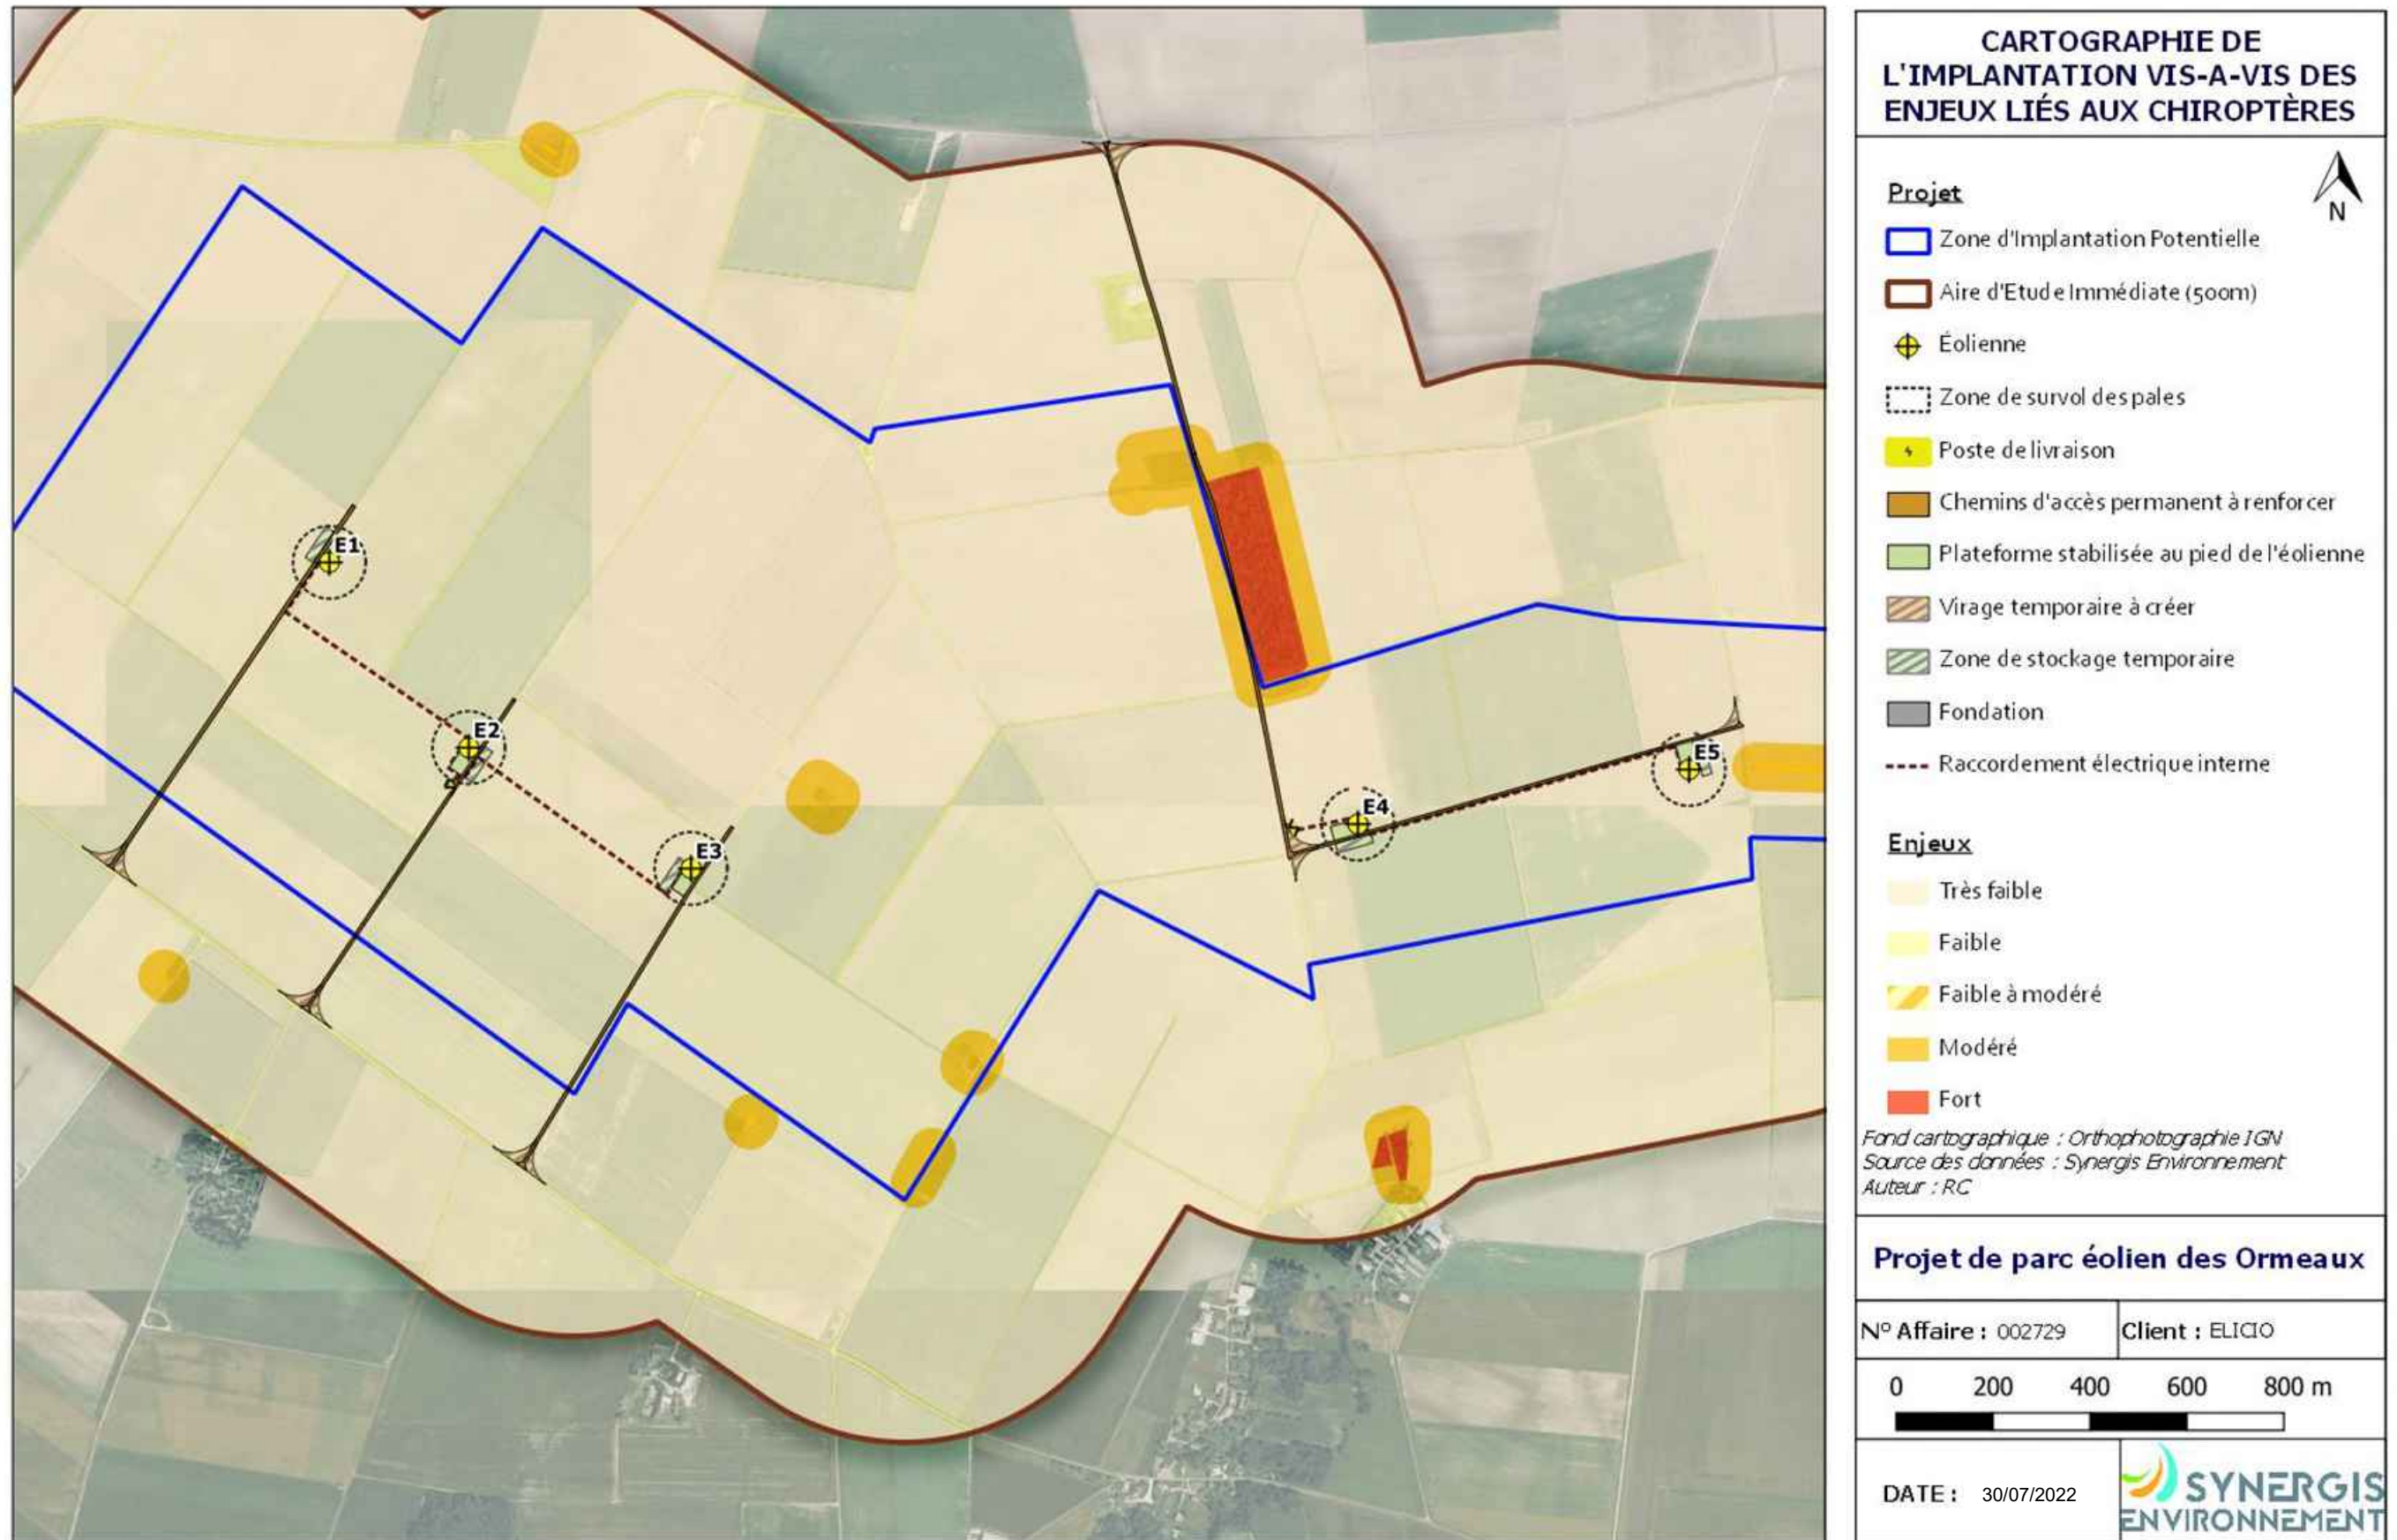 CARTOGRAPHIE DE
L'IMPLANTATION VIS-A-VIS DES
ENJEUX LIÉS AUX CHIROPTÈRES
Projet
N
Zone d'Implantation Potentielle
Aire d'Etude Immédiate (500m)
Éolienne
Zone de survol des pales
Poste de livraison
Chemins d'accès permanent à renforcer
Plateforme stabilisée au pied de l'éolienne
Virage temporaire à créer
Zone de stockage temporaire
Fondation
Raccordement électrique interne
Enjeux
Très faible
Faible
Faible à modéré
Modéré
Fort
Fond cartographique : Orthophotographie IGN
Source des données : Synergis Environnement
Auteur : RC
Projet de parc éolien des Ormeaux
N° Affaire : 002729
Client : ELICIO
0 200 400 600 800 m
DATE : 30/07/2022
SYNERGIS
ENVIRONNEMENT
E1
E2
E3
E4
E5